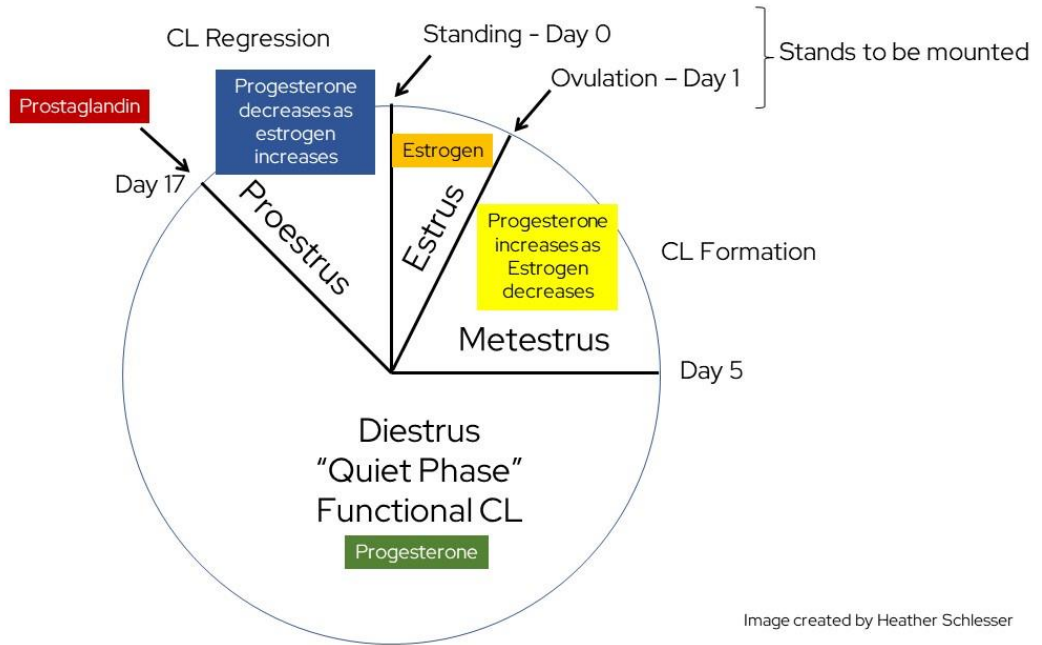 CL Regression
Standing - Day 0
Ovulation – Day 1
Stands to be mounted
Prostaglandin
Progesterone
decreases as
estrogen
increases
Estrogen
Day 17
Proestrus
Estrus
Progesterone
increases as
Estrogen
decreases
CL Formation
Metestrus
Day 5
Diestrus
“Quiet Phase”
Functional CL
Progesterone
Image created by Heather Schlesser